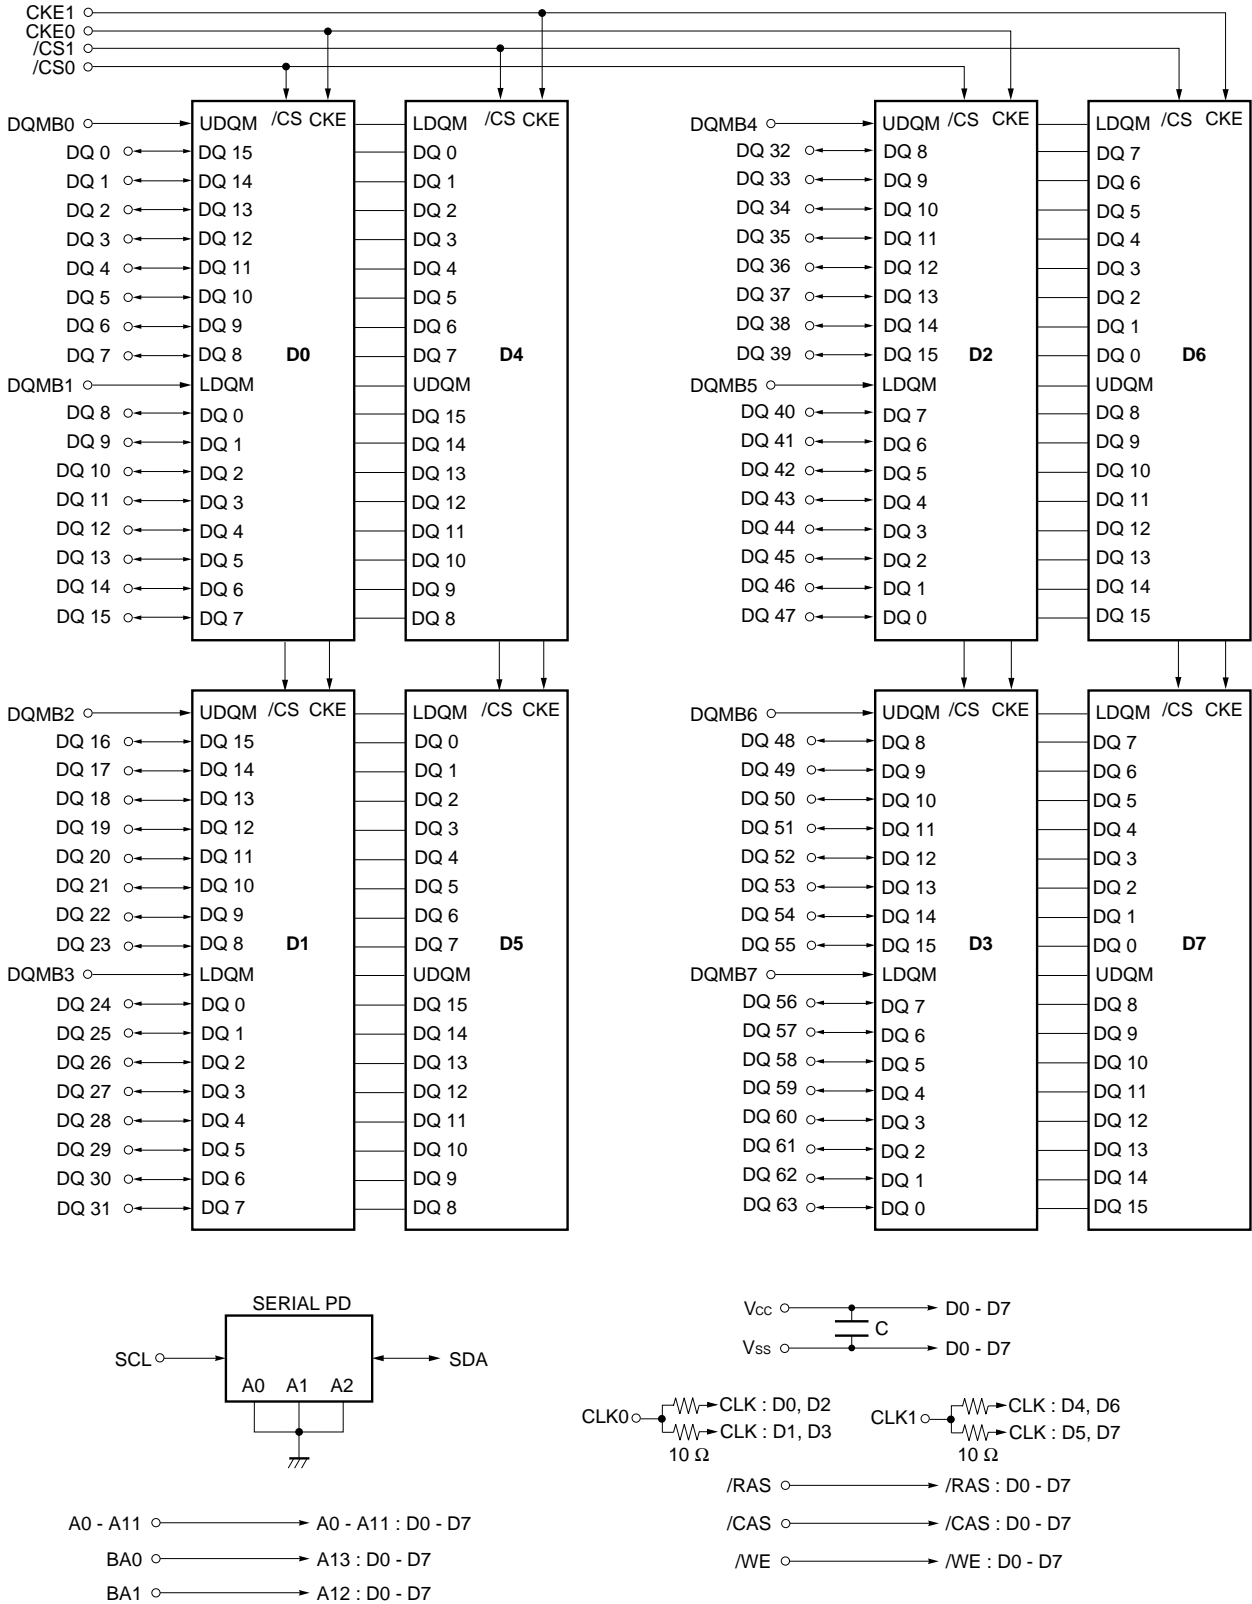 CKE1
CKE0
/CS1
/CS0
DQMB0 UDQM /CS CKE LDQM /CS CKE
DQ 0 DQ 15 DQ 0
DQ 1 DQ 14 DQ 1
DQ 2 DQ 13 DQ 2
DQ 3 DQ 12 DQ 3
DQ 4 DQ 11 DQ 4
DQ 5 DQ 10 DQ 5
DQ 6 DQ 9 DQ 6
DQ 7 DQ 8 D0 DQ 7 D4
DQMB1 LDQM UDQM
DQ 8 DQ 0 DQ 15
DQ 9 DQ 1 DQ 14
DQ 10 DQ 2 DQ 13
DQ 11 DQ 3 DQ 12
DQ 12 DQ 4 DQ 11
DQ 13 DQ 5 DQ 10
DQ 14 DQ 6 DQ 9
DQ 15 DQ 7 DQ 8
DQMB4 UDQM /CS CKE LDQM /CS CKE
DQ 32 DQ 8 DQ 7
DQ 33 DQ 9 DQ 6
DQ 34 DQ 10 DQ 5
DQ 35 DQ 11 DQ 4
DQ 36 DQ 12 DQ 3
DQ 37 DQ 13 DQ 2
DQ 38 DQ 14 DQ 1
DQ 39 DQ 15 D2 DQ 0 D6
DQMB5 LDQM UDQM
DQ 40 DQ 7 DQ 8
DQ 41 DQ 6 DQ 9
DQ 42 DQ 5 DQ 10
DQ 43 DQ 4 DQ 11
DQ 44 DQ 3 DQ 12
DQ 45 DQ 2 DQ 13
DQ 46 DQ 1 DQ 14
DQ 47 DQ 0 DQ 15
DQMB2 UDQM /CS CKE LDQM /CS CKE
DQ 16 DQ 15 DQ 0
DQ 17 DQ 14 DQ 1
DQ 18 DQ 13 DQ 2
DQ 19 DQ 12 DQ 3
DQ 20 DQ 11 DQ 4
DQ 21 DQ 10 DQ 5
DQ 22 DQ 9 DQ 6
DQ 23 DQ 8 D1 DQ 7 D5
DQMB3 LDQM UDQM
DQ 24 DQ 0 DQ 15
DQ 25 DQ 1 DQ 14
DQ 26 DQ 2 DQ 13
DQ 27 DQ 3 DQ 12
DQ 28 DQ 4 DQ 11
DQ 29 DQ 5 DQ 10
DQ 30 DQ 6 DQ 9
DQ 31 DQ 7 DQ 8
DQMB6 UDQM /CS CKE LDQM /CS CKE
DQ 48 DQ 8 DQ 7
DQ 49 DQ 9 DQ 6
DQ 50 DQ 10 DQ 5
DQ 51 DQ 11 DQ 4
DQ 52 DQ 12 DQ 3
DQ 53 DQ 13 DQ 2
DQ 54 DQ 14 DQ 1
DQ 55 DQ 15 D3 DQ 0 D7
DQMB7 LDQM UDQM
DQ 56 DQ 7 DQ 8
DQ 57 DQ 6 DQ 9
DQ 58 DQ 5 DQ 10
DQ 59 DQ 4 DQ 11
DQ 60 DQ 3 DQ 12
DQ 61 DQ 2 DQ 13
DQ 62 DQ 1 DQ 14
DQ 63 DQ 0 DQ 15
SERIAL PD
SCL SDA
A0 A1 A2
A0 - A11 A0 - A11 : D0 - D7
BA0 A13 : D0 - D7
BA1 A12 : D0 - D7
Vcc D0 - D7
C
Vss D0 - D7
CLK0 CLK : D0, D2
CLK : D1, D3
10 Ω
CLK1 CLK : D4, D6
CLK : D5, D7
10 Ω
/RAS /RAS : D0 - D7
/CAS /CAS : D0 - D7
/WE /WE : D0 - D7